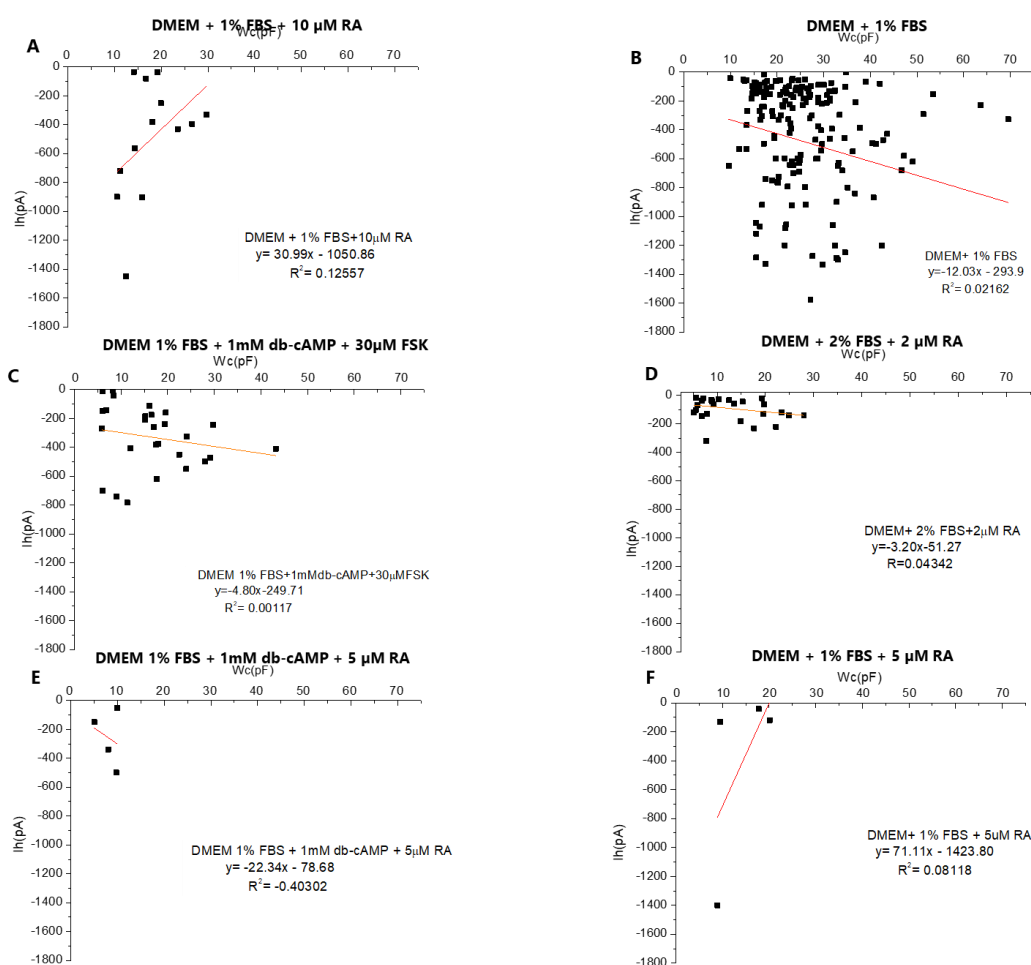 DMEM + 1% FBS + 10 µM RA
A
Wc(pF)
0 10 20 30 40 50 60 70
0
-200
-400
-600
-800
-1000
-1200
-1400
-1600
-1800
Ih(pA)
DMEM + 1% FBS+10µM RA
y= 30.99x - 1050.86
R²= 0.12557
DMEM + 1% FBS
B
Wc(pF)
0 10 20 30 40 50 60 70
0
-200
-400
-600
-800
-1000
-1200
-1400
-1600
-1800
Ih(pA)
DMEM+ 1% FBS
y=-12.03x - 293.9
R²= 0.02162
DMEM 1% FBS + 1mM db-cAMP + 30µM FSK
C
Wc(pF)
0 10 20 30 40 50 60 70
0
-200
-400
-600
-800
-1000
-1200
-1400
-1600
-1800
Ih(pA)
DMEM 1% FBS+1mMdb-cAMP+30µMFSK
y=-4.80x-249.71
R²= 0.00117
DMEM + 2% FBS + 2 µM RA
D
Wc(pF)
0 10 20 30 40 50 60 70
0
-200
-400
-600
-800
-1000
-1200
-1400
-1600
-1800
Ih(pA)
DMEM+ 2% FBS+2µM RA
y=-3.20x-51.27
R=0.04342
DMEM 1% FBS + 1mM db-cAMP + 5 µM RA
E
Wc(pF)
0 10 20 30 40 50 60 70
0
-200
-400
-600
-800
-1000
-1200
-1400
-1600
-1800
Ih(pA)
DMEM 1% FBS + 1mM db-cAMP + 5µM RA
y= -22.34x - 78.68
R²= -0.40302
DMEM + 1% FBS + 5 µM RA
F
Wc(pF)
0 10 20 30 40 50 60 70
0
-200
-400
-600
-800
-1000
-1200
-1400
-1600
-1800
Ih(pA)
DMEM+ 1% FBS + 5uM RA
y= 71.11x - 1423.80
R²= 0.08118